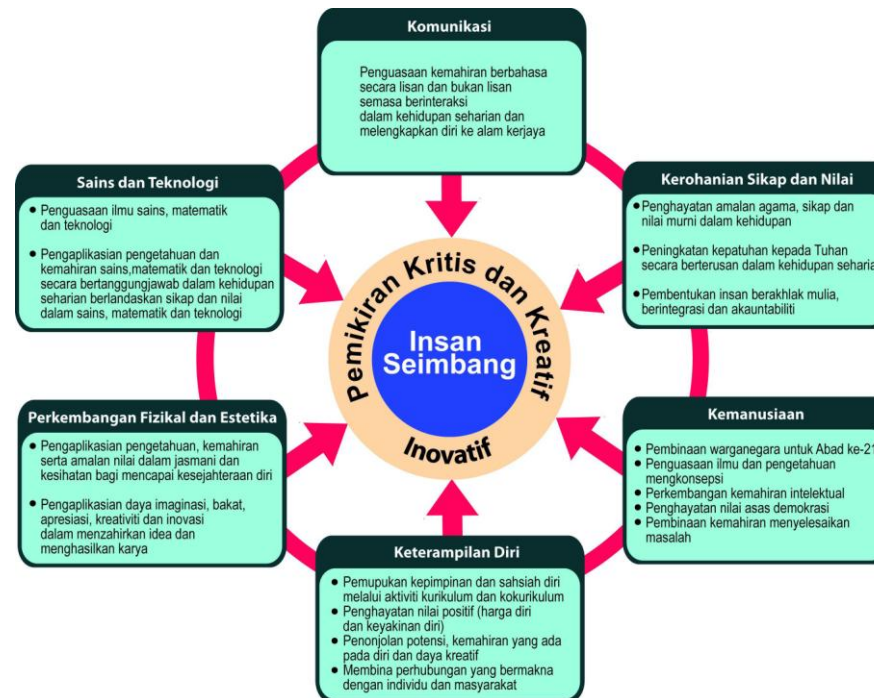 Komunikasi
Penguasaan kemahiran berbahasa
secara lisan dan bukan lisan
semasa berinteraksi
dalam kehidupan seharian dan
melengkapkan diri ke alam kerjaya
Sains dan Teknologi
● Penguasaan ilmu sains, matematik
dan teknologi
● Pengaplikasian pengetahuan dan
kemahiran sains,matematik dan teknologi
secara bertanggungjawab dalam kehidupan
seharian berlandaskan sikap dan nilai
dalam sains, matematik dan teknologi
Kerohanian Sikap dan Nilai
● Penghayatan amalan agama, sikap dan
nilai murni dalam kehidupan
● Peningkatan kepatuhan kepada Tuhan
secara berterusan dalam kehidupan seharia
● Pembentukan insan berakhlak mulia,
berintegrasi dan akauntabiliti
Pemikiran Kritis dan Kreatif
Insan
Seimbang
Inovatif
Perkembangan Fizikal dan Estetika
● Pengaplikasian pengetahuan, kemahiran
serta amalan nilai dalam jasmani dan
kesihatan bagi mencapai kesejahteraan diri
● Pengaplikasian daya imaginasi, bakat,
apresiasi, kreativiti dan inovasi
dalam menzahirkan idea dan
menghasilkan karya
Kemanusiaan
● Pembinaan warganegara untuk Abad ke-21
● Penguasaan ilmu dan pengetahuan
mengkonsepsi
● Perkembangan kemahiran intelektual
● Penghayatan nilai asas demokrasi
● Pembinaan kemahiran menyelesaikan
masalah
Keterampilan Diri
● Pemupukan kepimpinan dan sahsiah diri
melalui aktiviti kurikulum dan kokurikulum
● Penghayatan nilai positif (harga diri
dan keyakinan diri)
● Penonjolan potensi, kemahiran yang ada
pada diri dan daya kreatif
● Membina perhubungan yang bermakna
dengan individu dan masyarakat